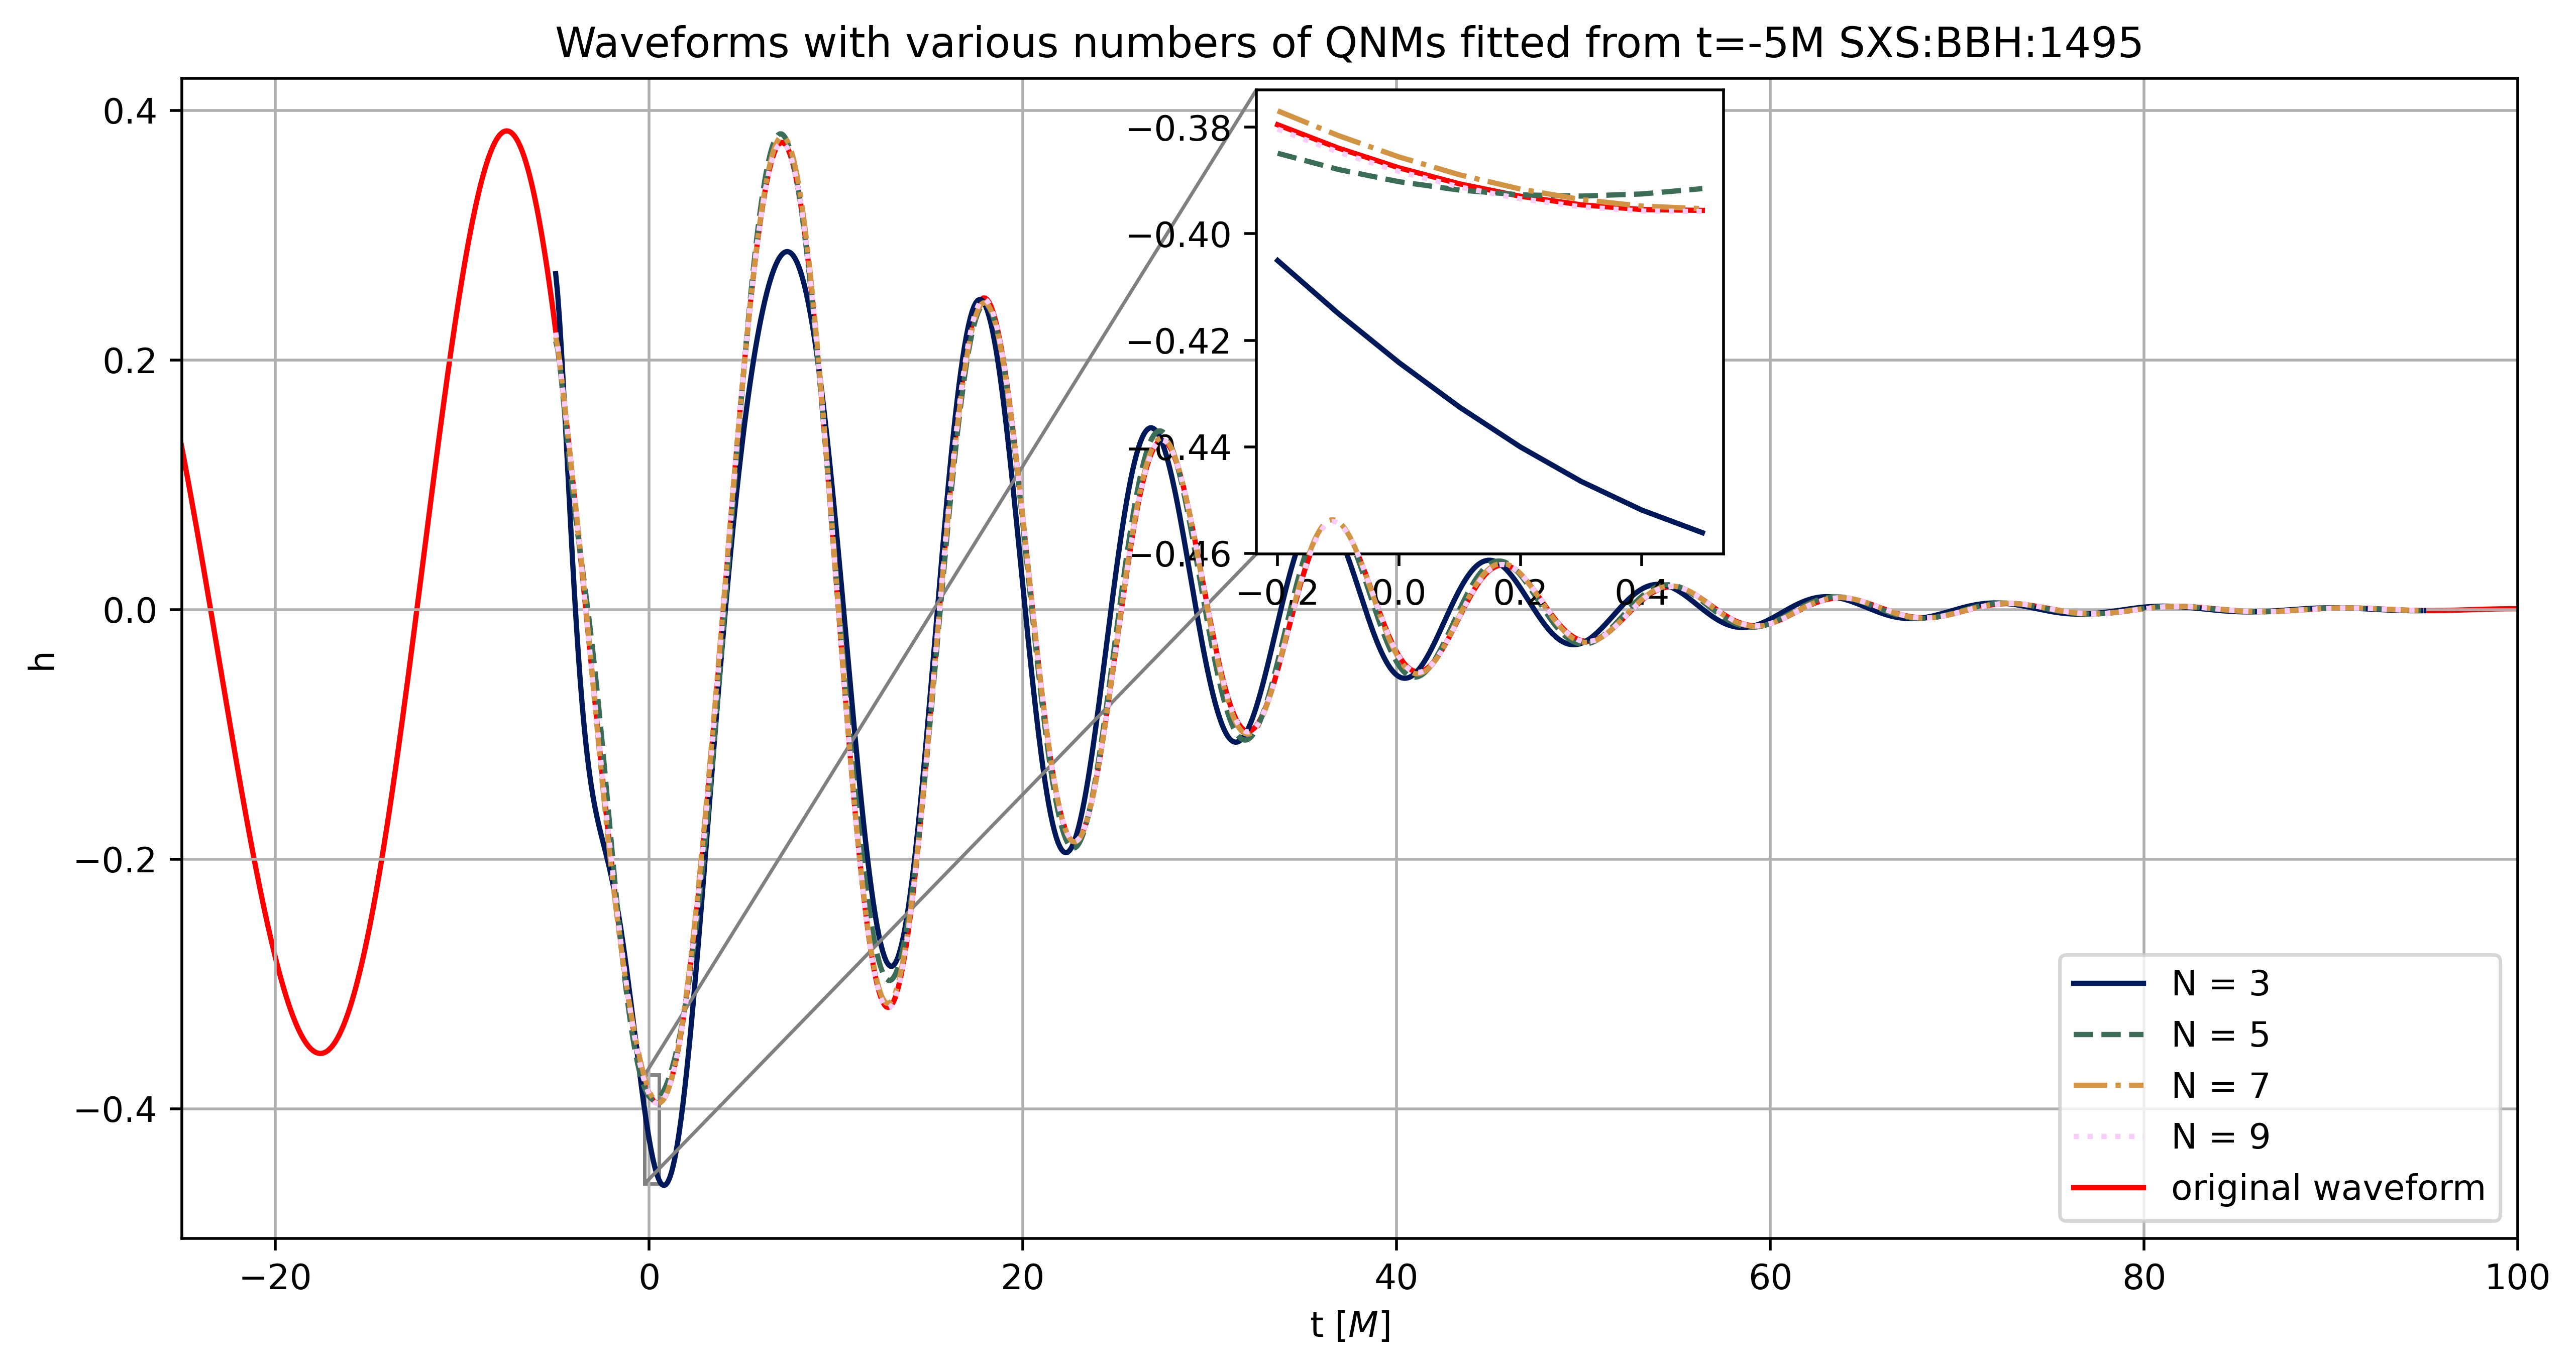 Waveforms with various numbers of QNMs fitted from t=-5M SXS:BBH:1495
0.4
0.2
0.0
−0.2
−0.4
h
−0.38
−0.40
−0.42
−0.44
−0.46
−0.2 0.0 0.2 0.4
N = 3
N = 5
N = 7
N = 9
original waveform
−20 0 20 40 60 80 100
t [M]